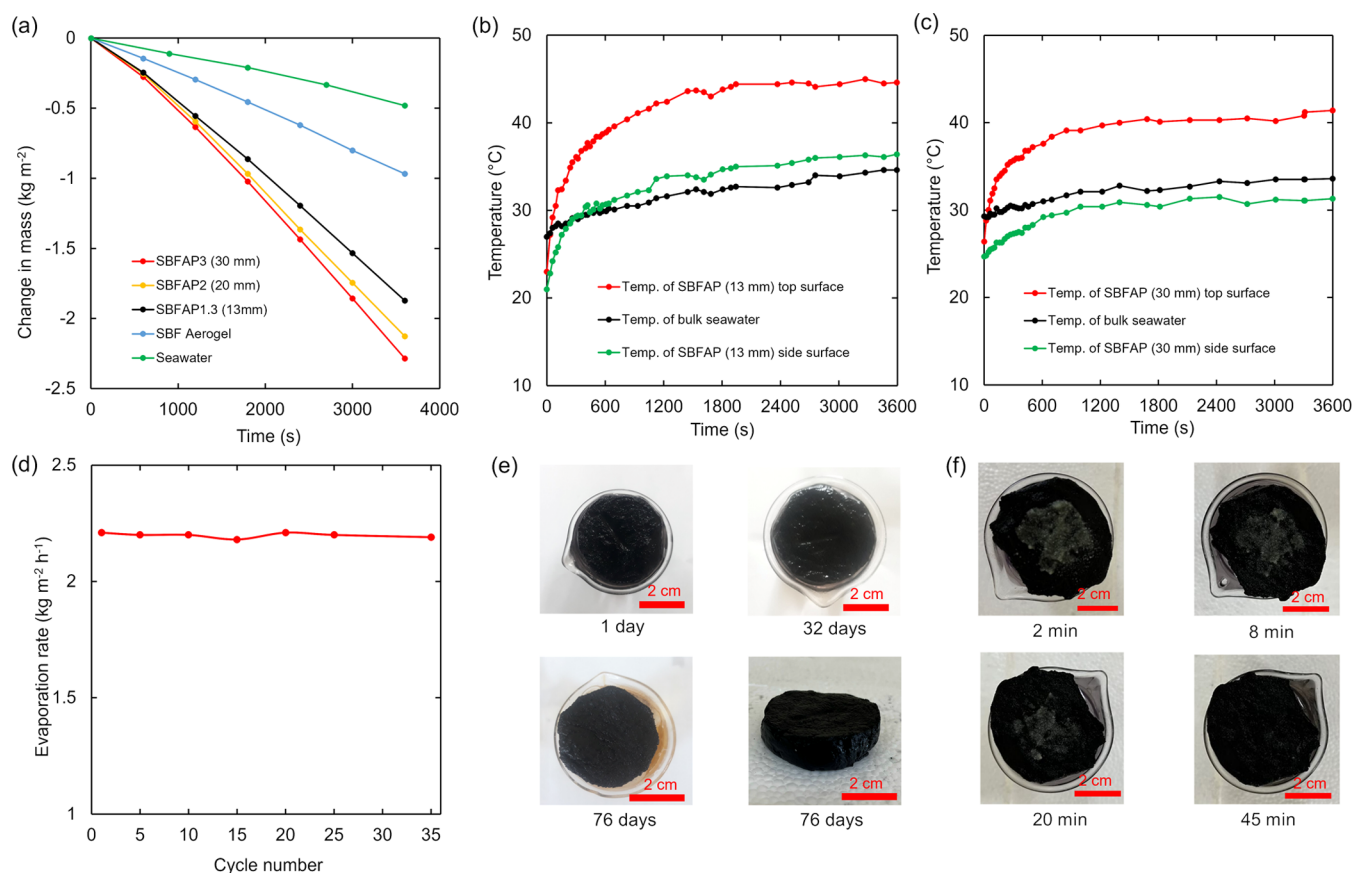 (a)
Change in mass (kg m-2)
0
-0.5
-1
-1.5
-2
-2.5
SBFAP3 (30 mm)
SBFAP2 (20 mm)
SBFAP1.3 (13mm)
SBF Aerogel
Seawater
0 1000 2000 3000 4000
Time (s)
(b)
Temperature (°C)
50
40
30
20
10
Temp. of SBFAP (13 mm) top surface
Temp. of bulk seawater
Temp. of SBFAP (13 mm) side surface
0 600 1200 1800 2400 3000 3600
Time (s)
(c)
Temperature (°C)
50
40
30
20
10
Temp. of SBFAP (30 mm) top surface
Temp. of bulk seawater
Temp. of SBFAP (30 mm) side surface
0 600 1200 1800 2400 3000 3600
Time (s)
(d)
Evaporation rate (kg m-2 h-1)
2.5
2
1.5
1
0 5 10 15 20 25 30 35
Cycle number
(e)
2 cm
1 day
2 cm
32 days
2 cm
76 days
2 cm
76 days
(f)
2 cm
2 min
2 cm
8 min
2 cm
20 min
2 cm
45 min